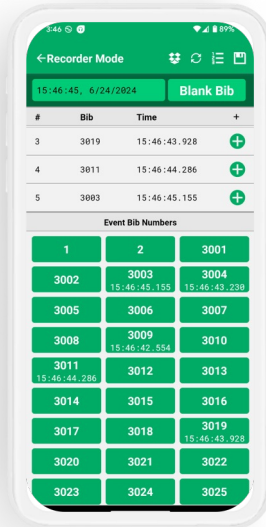 3:46 89%
Recorder Mode
15:46:45, 6/24/2024 Blank Bib
# Bib Time +
3 3019 15:46:43.928
4 3011 15:46:44.286
5 3003 15:46:45.155
Event Bib Numbers
1 2 3001
3002 3003 3004
15:46:45.155 15:46:43.230
3005 3006 3007
3008 3009 3010
15:46:42.554
3011 3012 3013
15:46:44.286
3014 3015 3016
3017 3018 3019
15:46:43.928
3020 3021 3022
3023 3024 3025